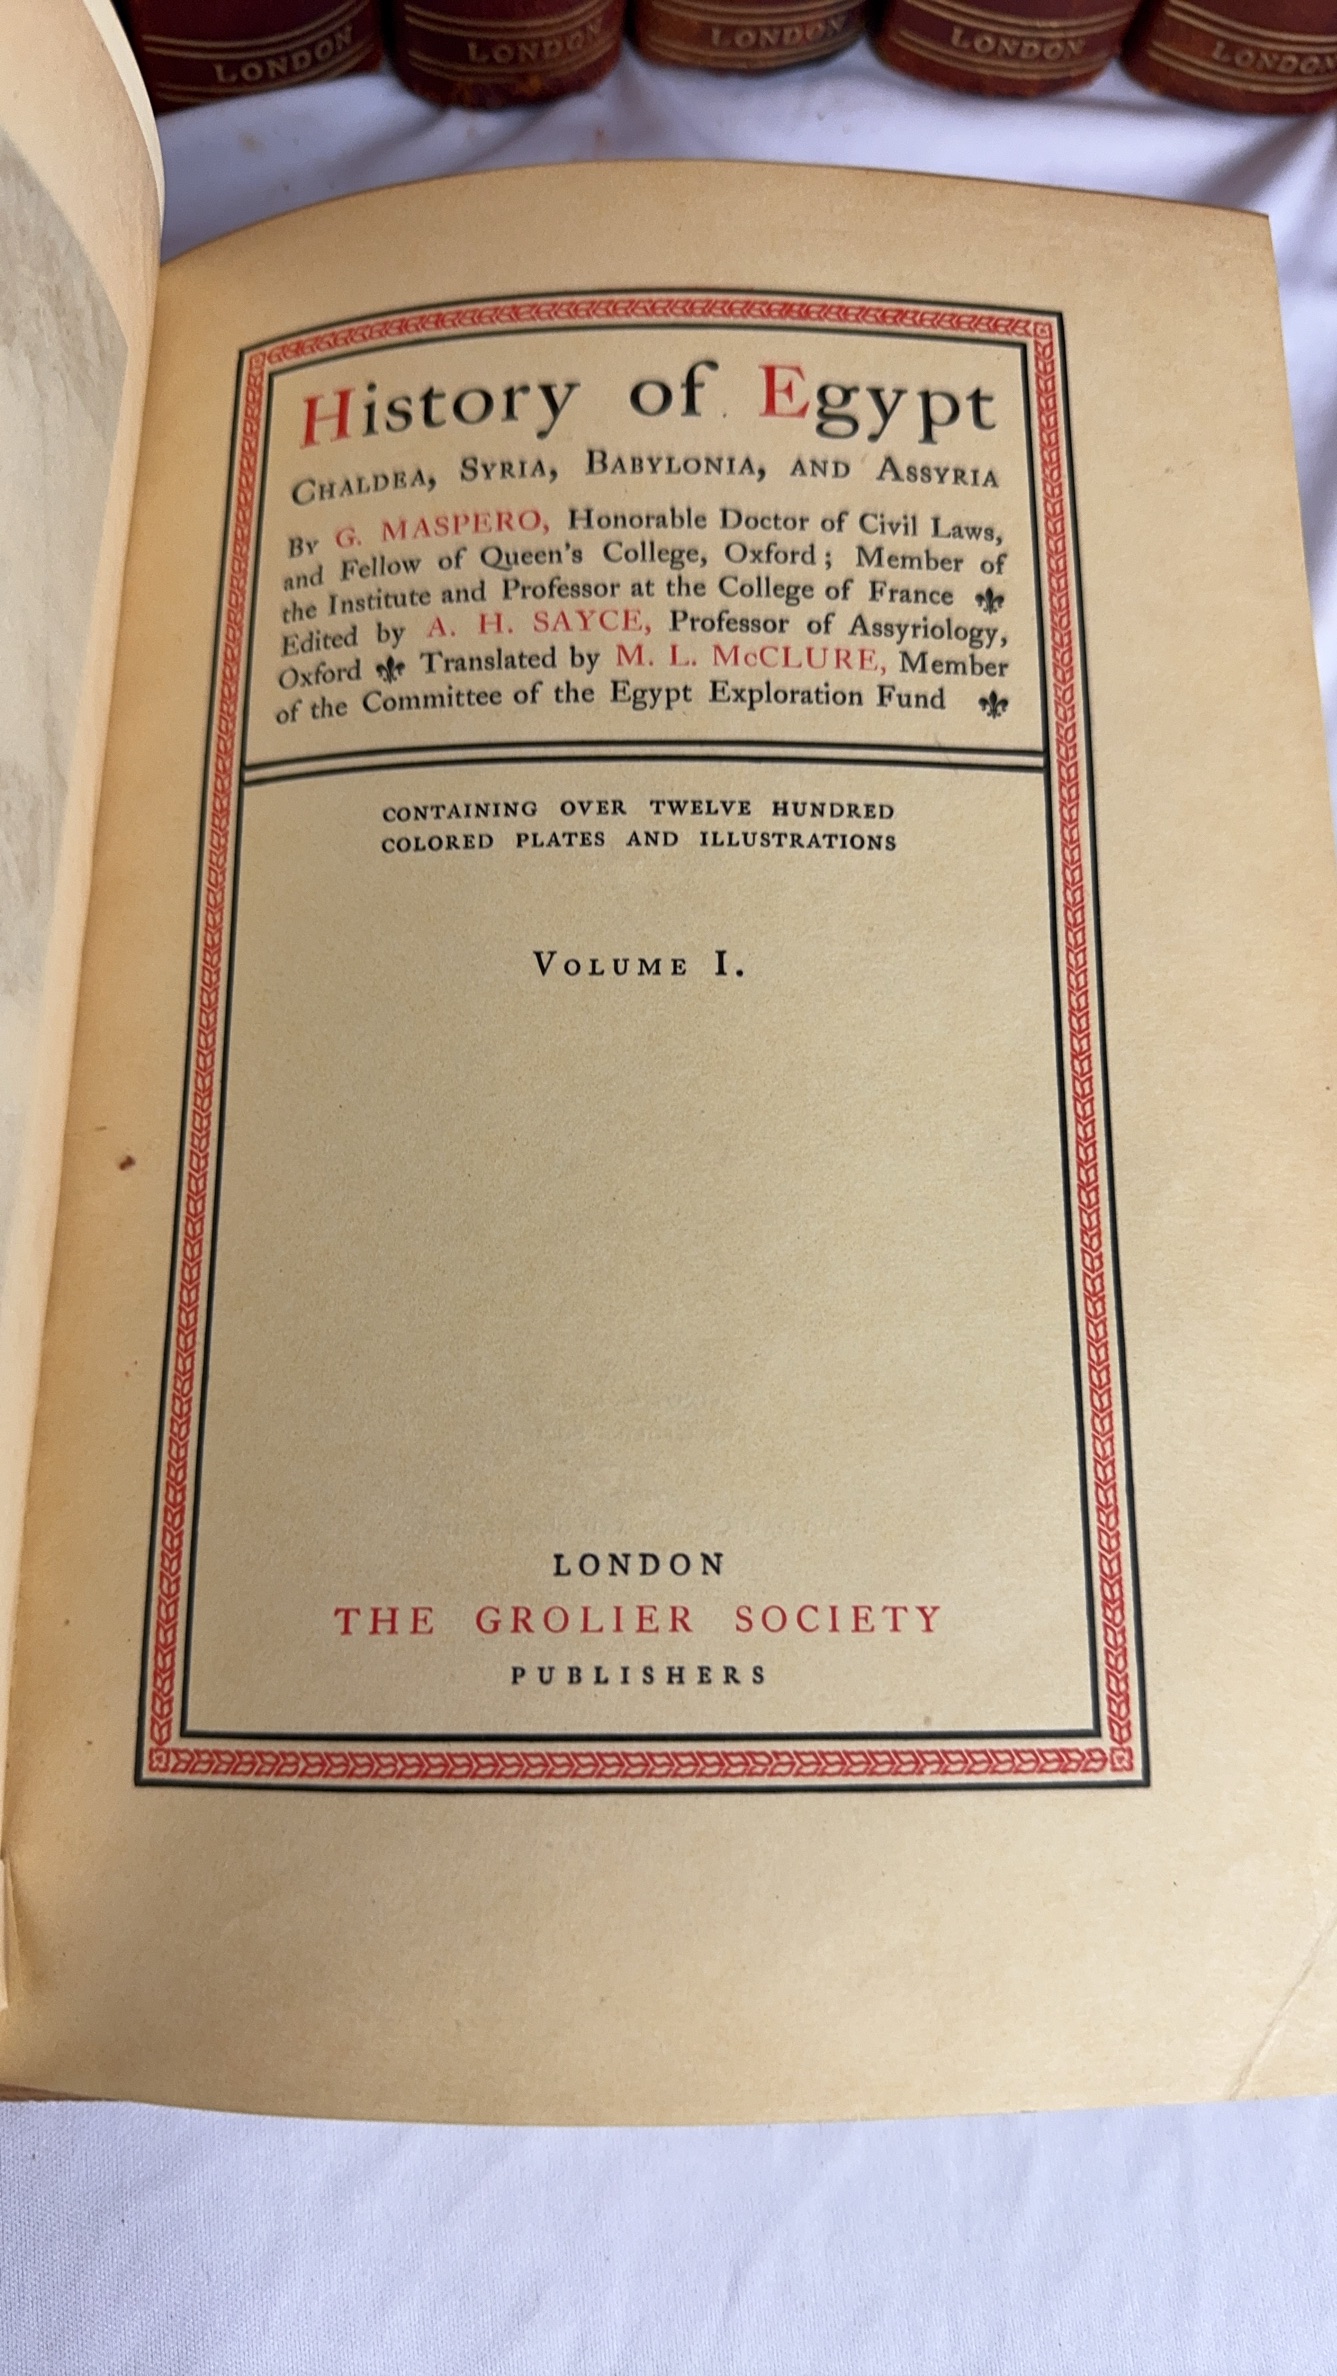 LONDON
LONDON
LONDON
LONDON
LONDON
History of Egypt
CHALDEA, SYRIA, BABYLONIA, AND ASSYRIA
By G. MASPERO, Honorable Doctor of Civil Laws,
and Fellow of Queen's College, Oxford; Member of
the Institute and Professor at the College of France
Edited by A. H. SAYCE, Professor of Assyriology,
Oxford Translated by M. L. McCLURE, Member
of the Committee of the Egypt Exploration Fund
CONTAINING OVER TWELVE HUNDRED
COLORED PLATES AND ILLUSTRATIONS
VOLUME I.
LONDON
THE GROLIER SOCIETY
PUBLISHERS